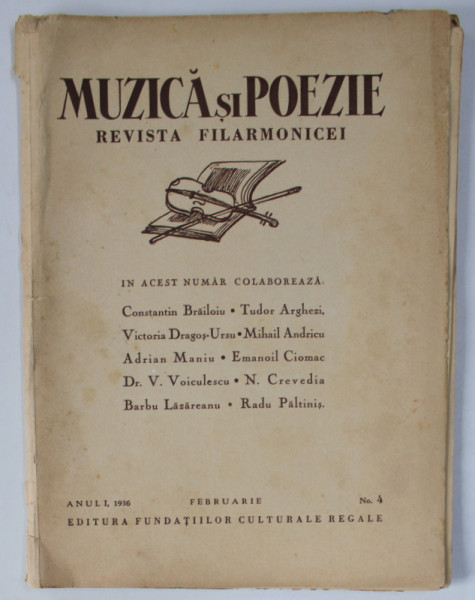 MUZICĂ ȘI POEZIE
REVISTA FILARMONICEI
IN ACEST NUMĂR COLABOREAZĂ:
Constantin Brăiloiu • Tudor Arghezi,
Victoria Dragoș-Ursu • Mihail Andricu
Adrian Maniu • Emanoil Ciomac
Dr. V. Voiculescu • N. Crevedia
Barbu Lăzăreanu • Radu Păltiniș.
ANUL I, 1936 FEBRUARIE No. 4
EDITURA FUNDAȚIILOR CULTURALE REGALE